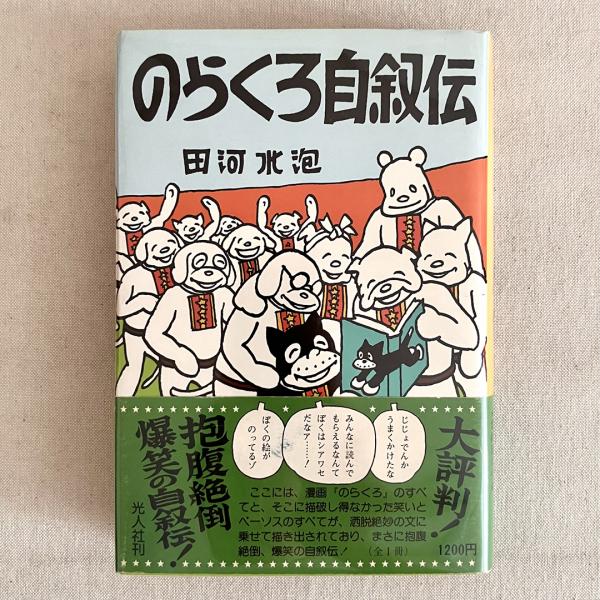 のらくろ自叙伝
田河水泡
じじょでんか
うまくかけたな
みんなに読んで
もらえるなんて
ぼくはシアワセ
だなア……!
ぼくの絵が
のってるゾ
大評判!
1200円
ここには、漫画『のらくろ』のすべ
てと、そこに描破し得なかった笑いと
ペーソスのすべてが、洒脱絶妙の文に
乗せて描き出されており、まさに抱腹
絶倒、爆笑の自叙伝!(全1冊)
抱腹絶倒
爆笑の自叙伝!
光人社刊